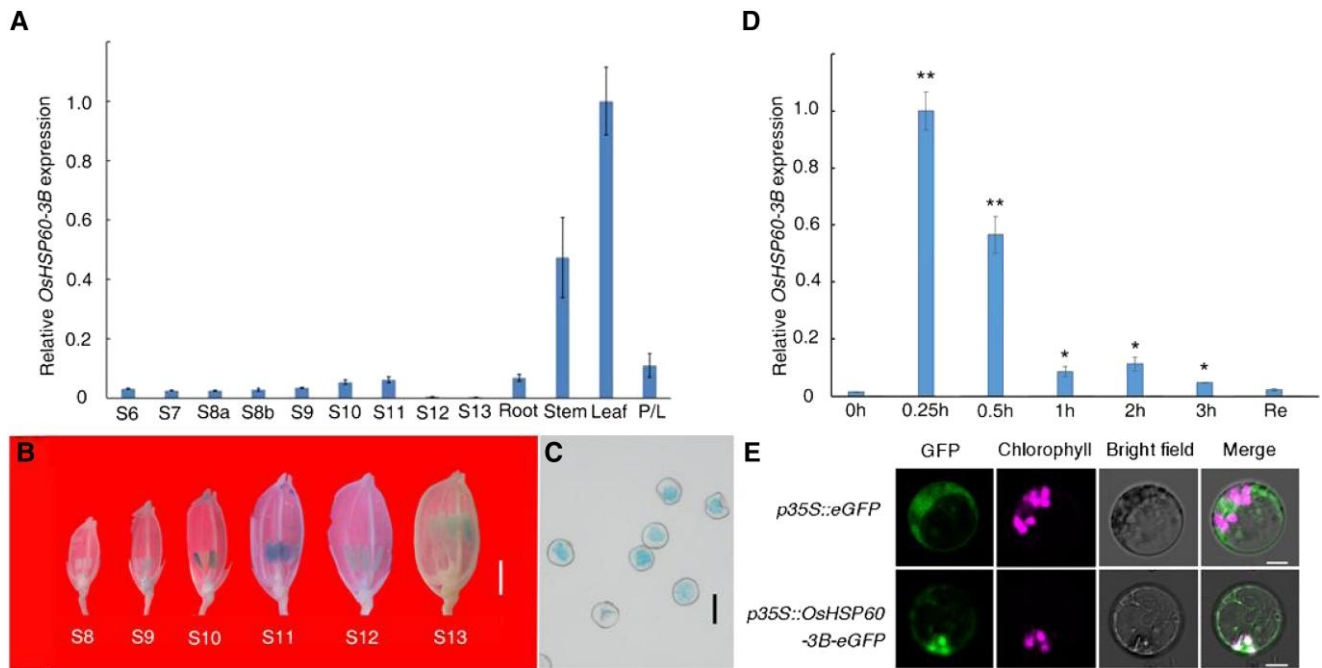 A
Relative OsHSP60-3B expression
1.0
0.8
0.6
0.4
0.2
0
S6 S7 S8a S8b S9 S10 S11 S12 S13 Root Stem Leaf P/L
D
Relative OsHSP60-3B expression
1.0
0.8
0.6
0.4
0.2
0
**
**
*
*
*
0h 0.25h 0.5h 1h 2h 3h Re
B
S8 S9 S10 S11 S12 S13
C
E
GFP Chlorophyll Bright field Merge
p35S::eGFP
p35S::OsHSP60
-3B-eGFP